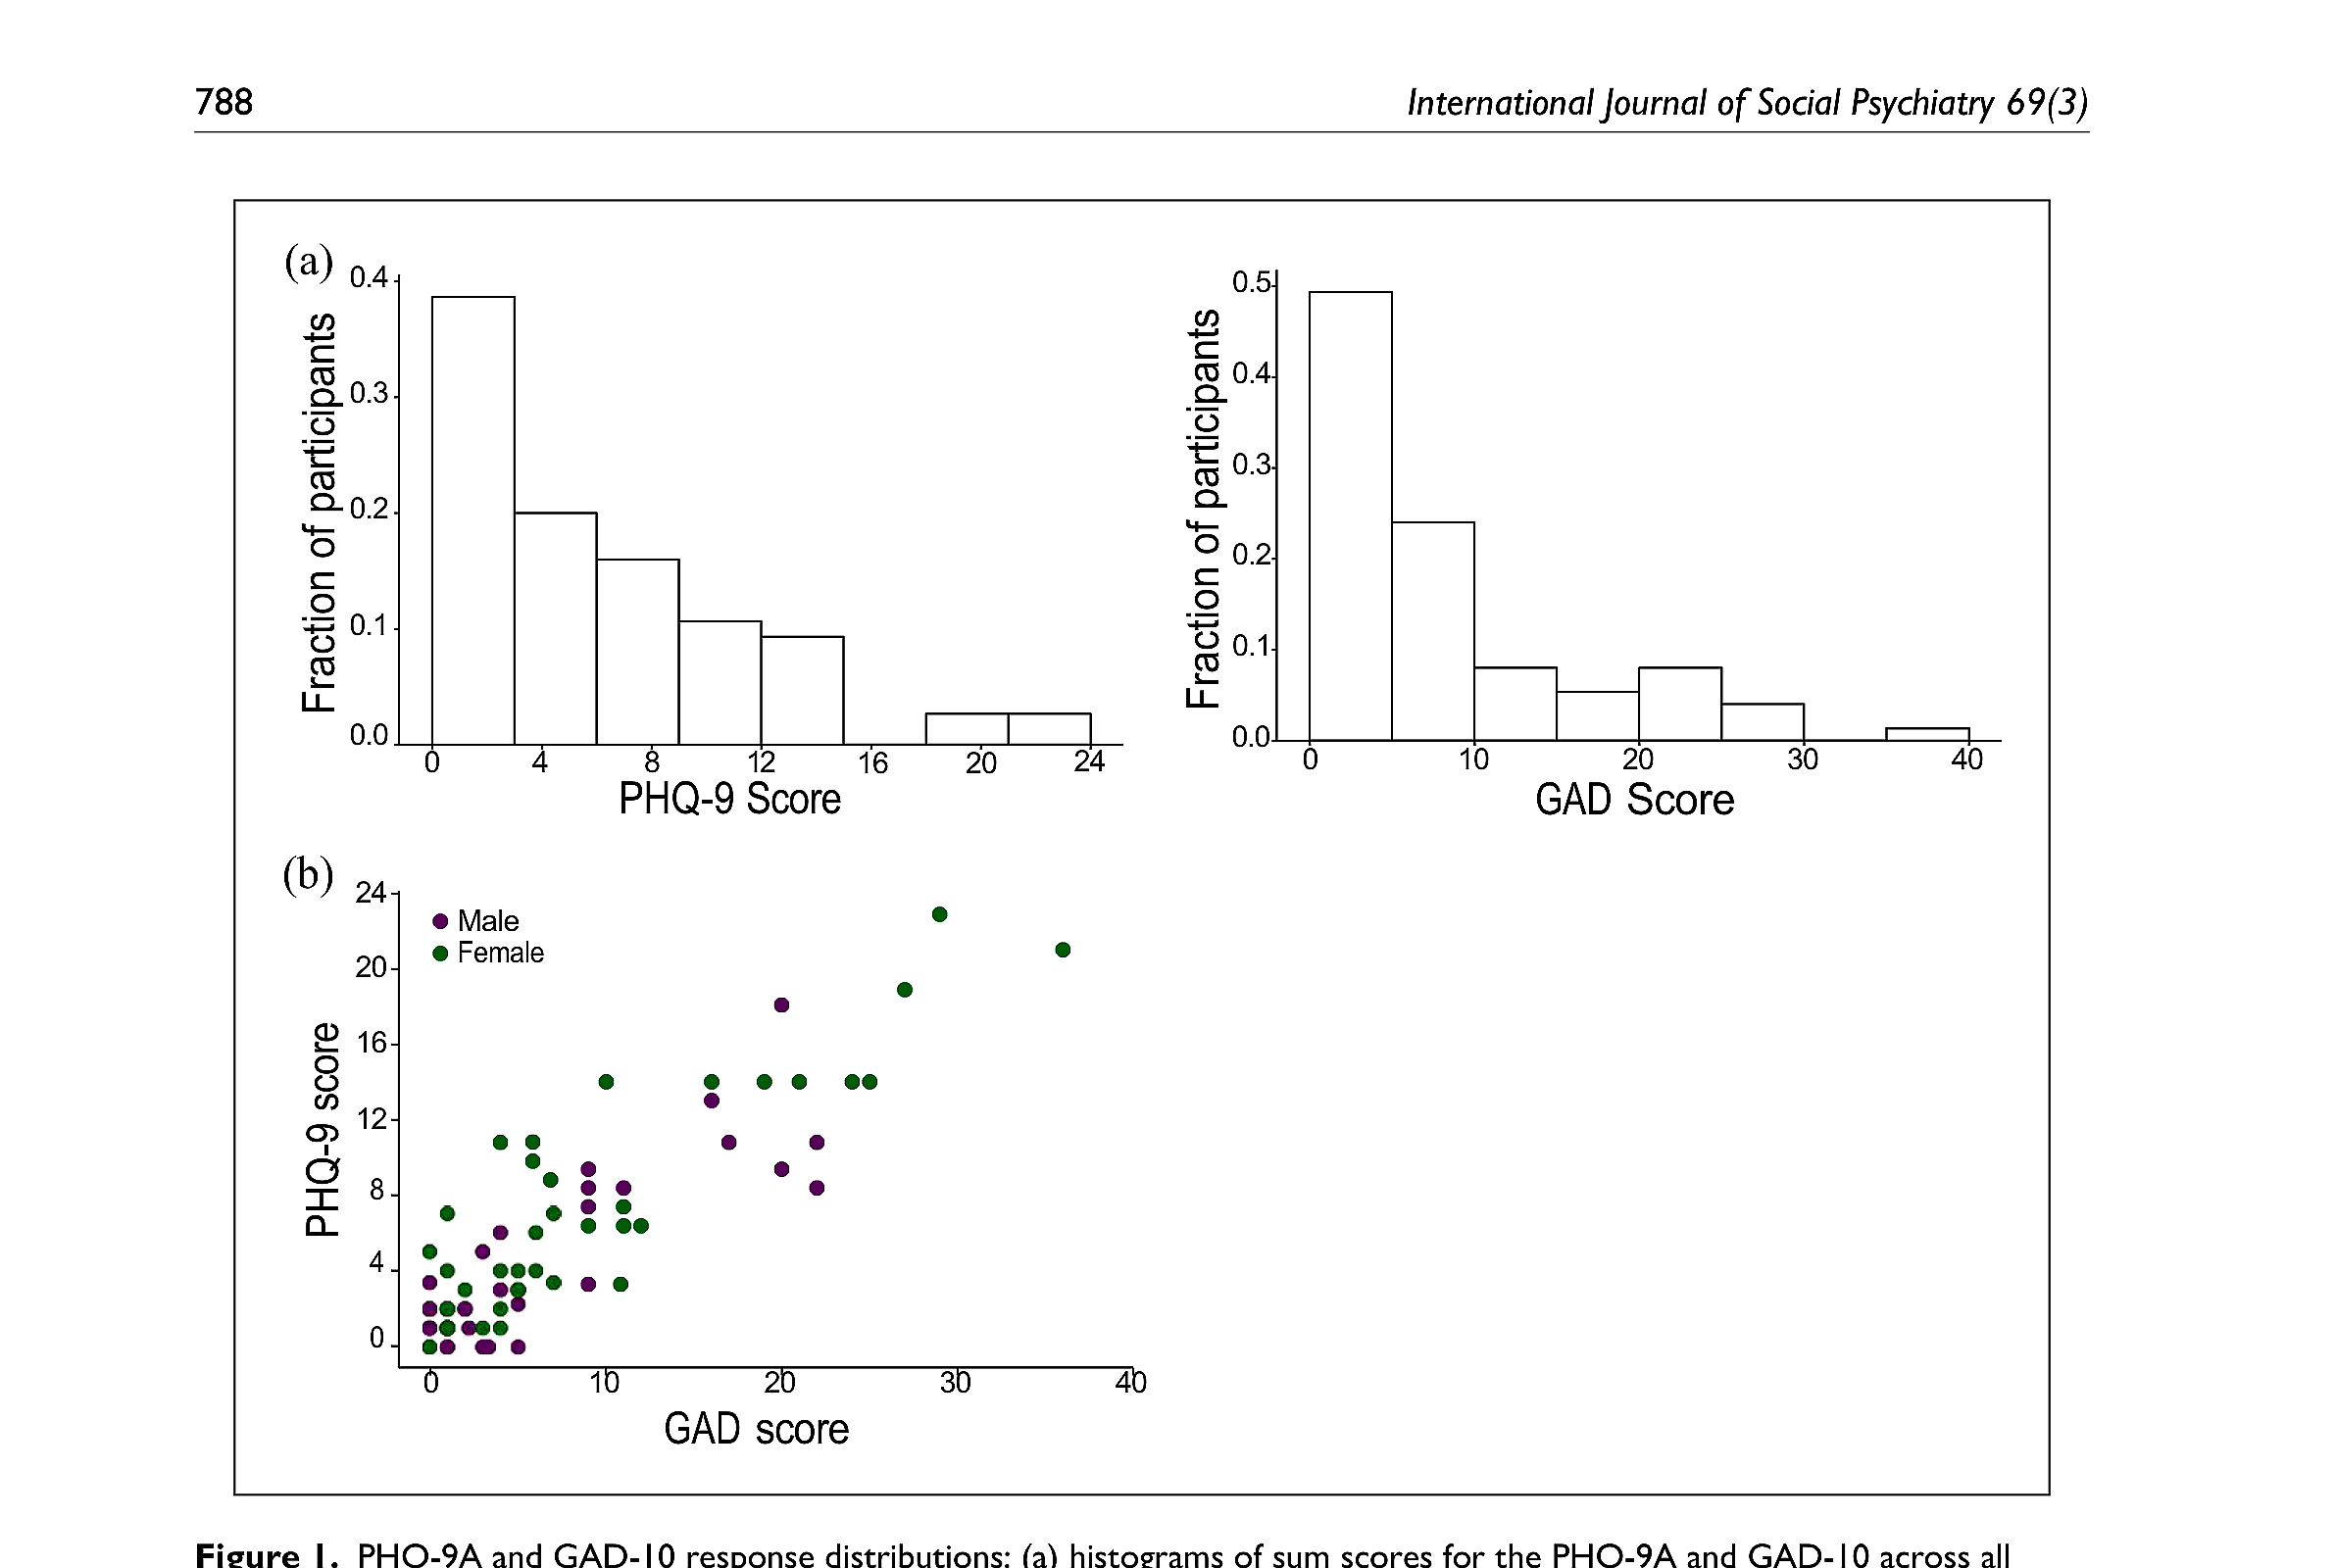 788
International Journal of Social Psychiatry 69(3)
(a)
0.4
0.3
0.2
0.1
0.0
Fraction of participants
0 4 8 12 16 20 24
PHQ-9 Score
0.5
0.4
0.3
0.2
0.1
0.0
Fraction of participants
0 10 20 30 40
GAD Score
(b)
24
20
16
12
8
4
0
PHQ-9 score
Male
Female
0 10 20 30 40
GAD score
Figure 1. PHQ-9A and GAD-10 response distributions: (a) histograms of sum scores for the PHQ-9A and GAD-10 across all